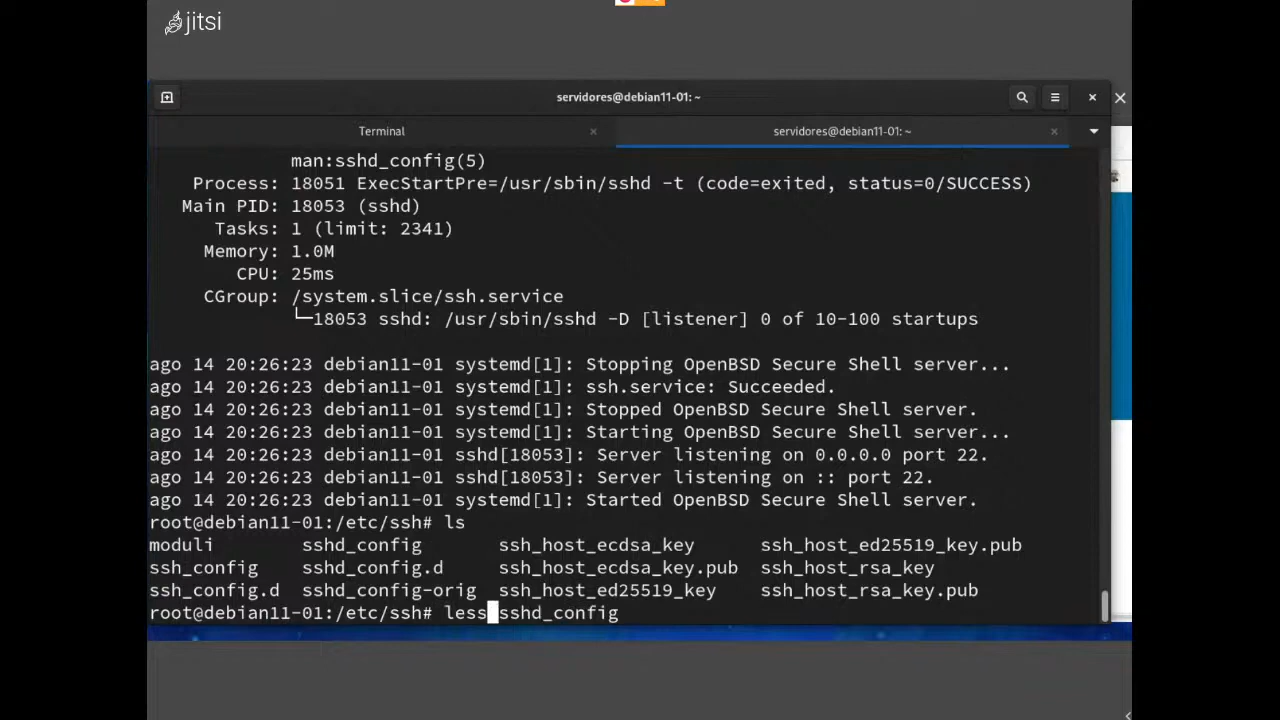 jitsi
servidores@debian11-01: ~
Terminal
servidores@debian11-01: ~
man:sshd_config(5)
Process: 18051 ExecStartPre=/usr/sbin/sshd -t (code=exited, status=0/SUCCESS)
Main PID: 18053 (sshd)
Tasks: 1 (limit: 2341)
Memory: 1.0M
CPU: 25ms
CGroup: /system.slice/ssh.service
└─18053 sshd: /usr/sbin/sshd -D [listener] 0 of 10-100 startups
ago 14 20:26:23 debian11-01 systemd[1]: Stopping OpenBSD Secure Shell server...
ago 14 20:26:23 debian11-01 systemd[1]: ssh.service: Succeeded.
ago 14 20:26:23 debian11-01 systemd[1]: Stopped OpenBSD Secure Shell server.
ago 14 20:26:23 debian11-01 systemd[1]: Starting OpenBSD Secure Shell server...
ago 14 20:26:23 debian11-01 sshd[18053]: Server listening on 0.0.0.0 port 22.
ago 14 20:26:23 debian11-01 sshd[18053]: Server listening on :: port 22.
ago 14 20:26:23 debian11-01 systemd[1]: Started OpenBSD Secure Shell server.
root@debian11-01:/etc/ssh# ls
moduli sshd_config ssh_host_ecdsa_key ssh_host_ed25519_key.pub
ssh_config sshd_config.d ssh_host_ecdsa_key.pub ssh_host_rsa_key
ssh_config.d sshd_config-orig ssh_host_ed25519_key ssh_host_rsa_key.pub
root@debian11-01:/etc/ssh# less sshd_config